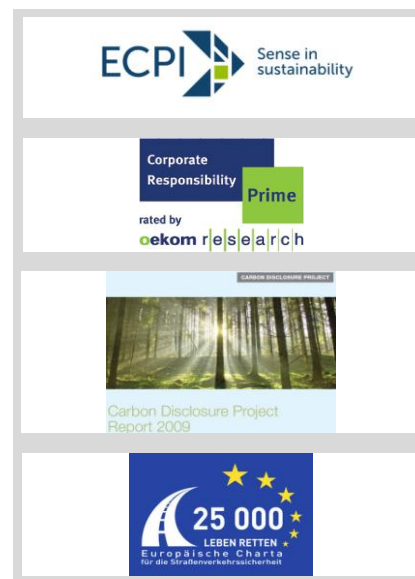 ECPI
Sense in
sustainability
Corporate
Responsibility
Prime
rated by
oekom r|e|s|e|a|r|c|h
CARBON DISCLOSURE PROJECT
Carbon Disclosure Project
Report 2009
25 000
LEBEN RETTEN
Europäische Charta
für die Straßenverkehrssicherheit